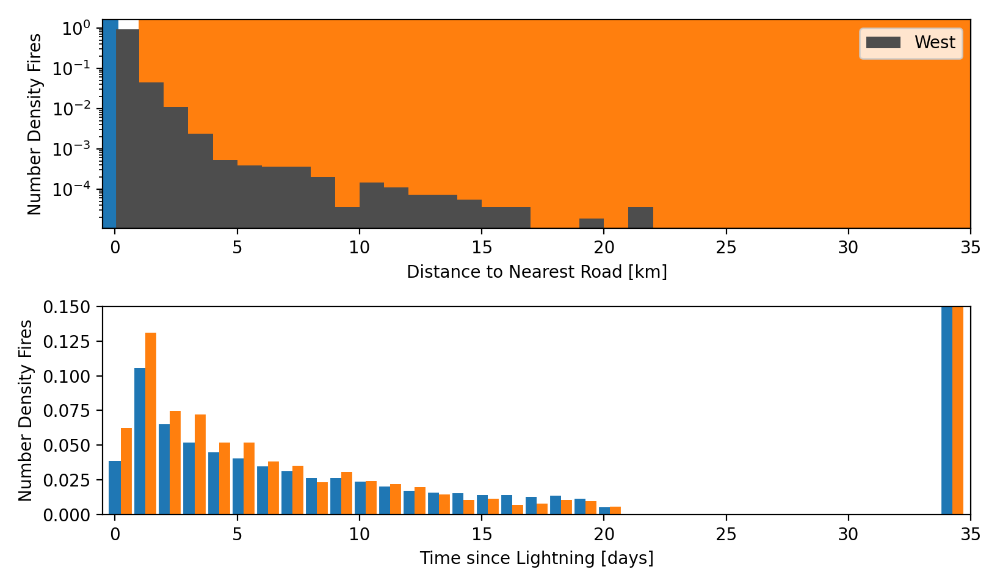 Number Density Fires
10⁰
10⁻¹
10⁻²
10⁻³
10⁻⁴
West
0 5 10 15 20 25 30 35
Distance to Nearest Road [km]
Number Density Fires
0.150
0.125
0.100
0.075
0.050
0.025
0.000
0 5 10 15 20 25 30 35
Time since Lightning [days]